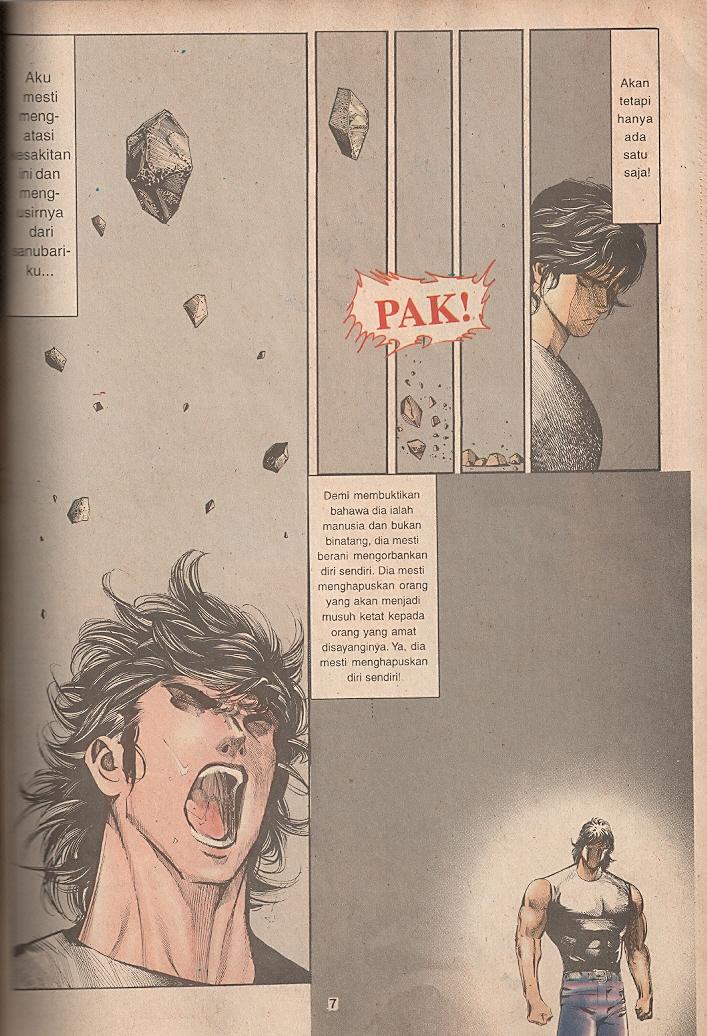 Aku
mesti
meng-
atasi
kesakitan
ini dan
meng-
usirnya
dari
sanubari-
ku...
PAK!
Akan
tetapi
hanya
ada
satu
saja!
Demi membuktikan
bahawa dia ialah
manusia dan bukan
binatang, dia mesti
berani mengorbankan
diri sendiri. Dia mesti
menghapuskan orang
yang akan menjadi
musuh ketat kepada
orang yang amat
disayanginya. Ya, dia
mesti menghapuskan
diri sendiri!
7